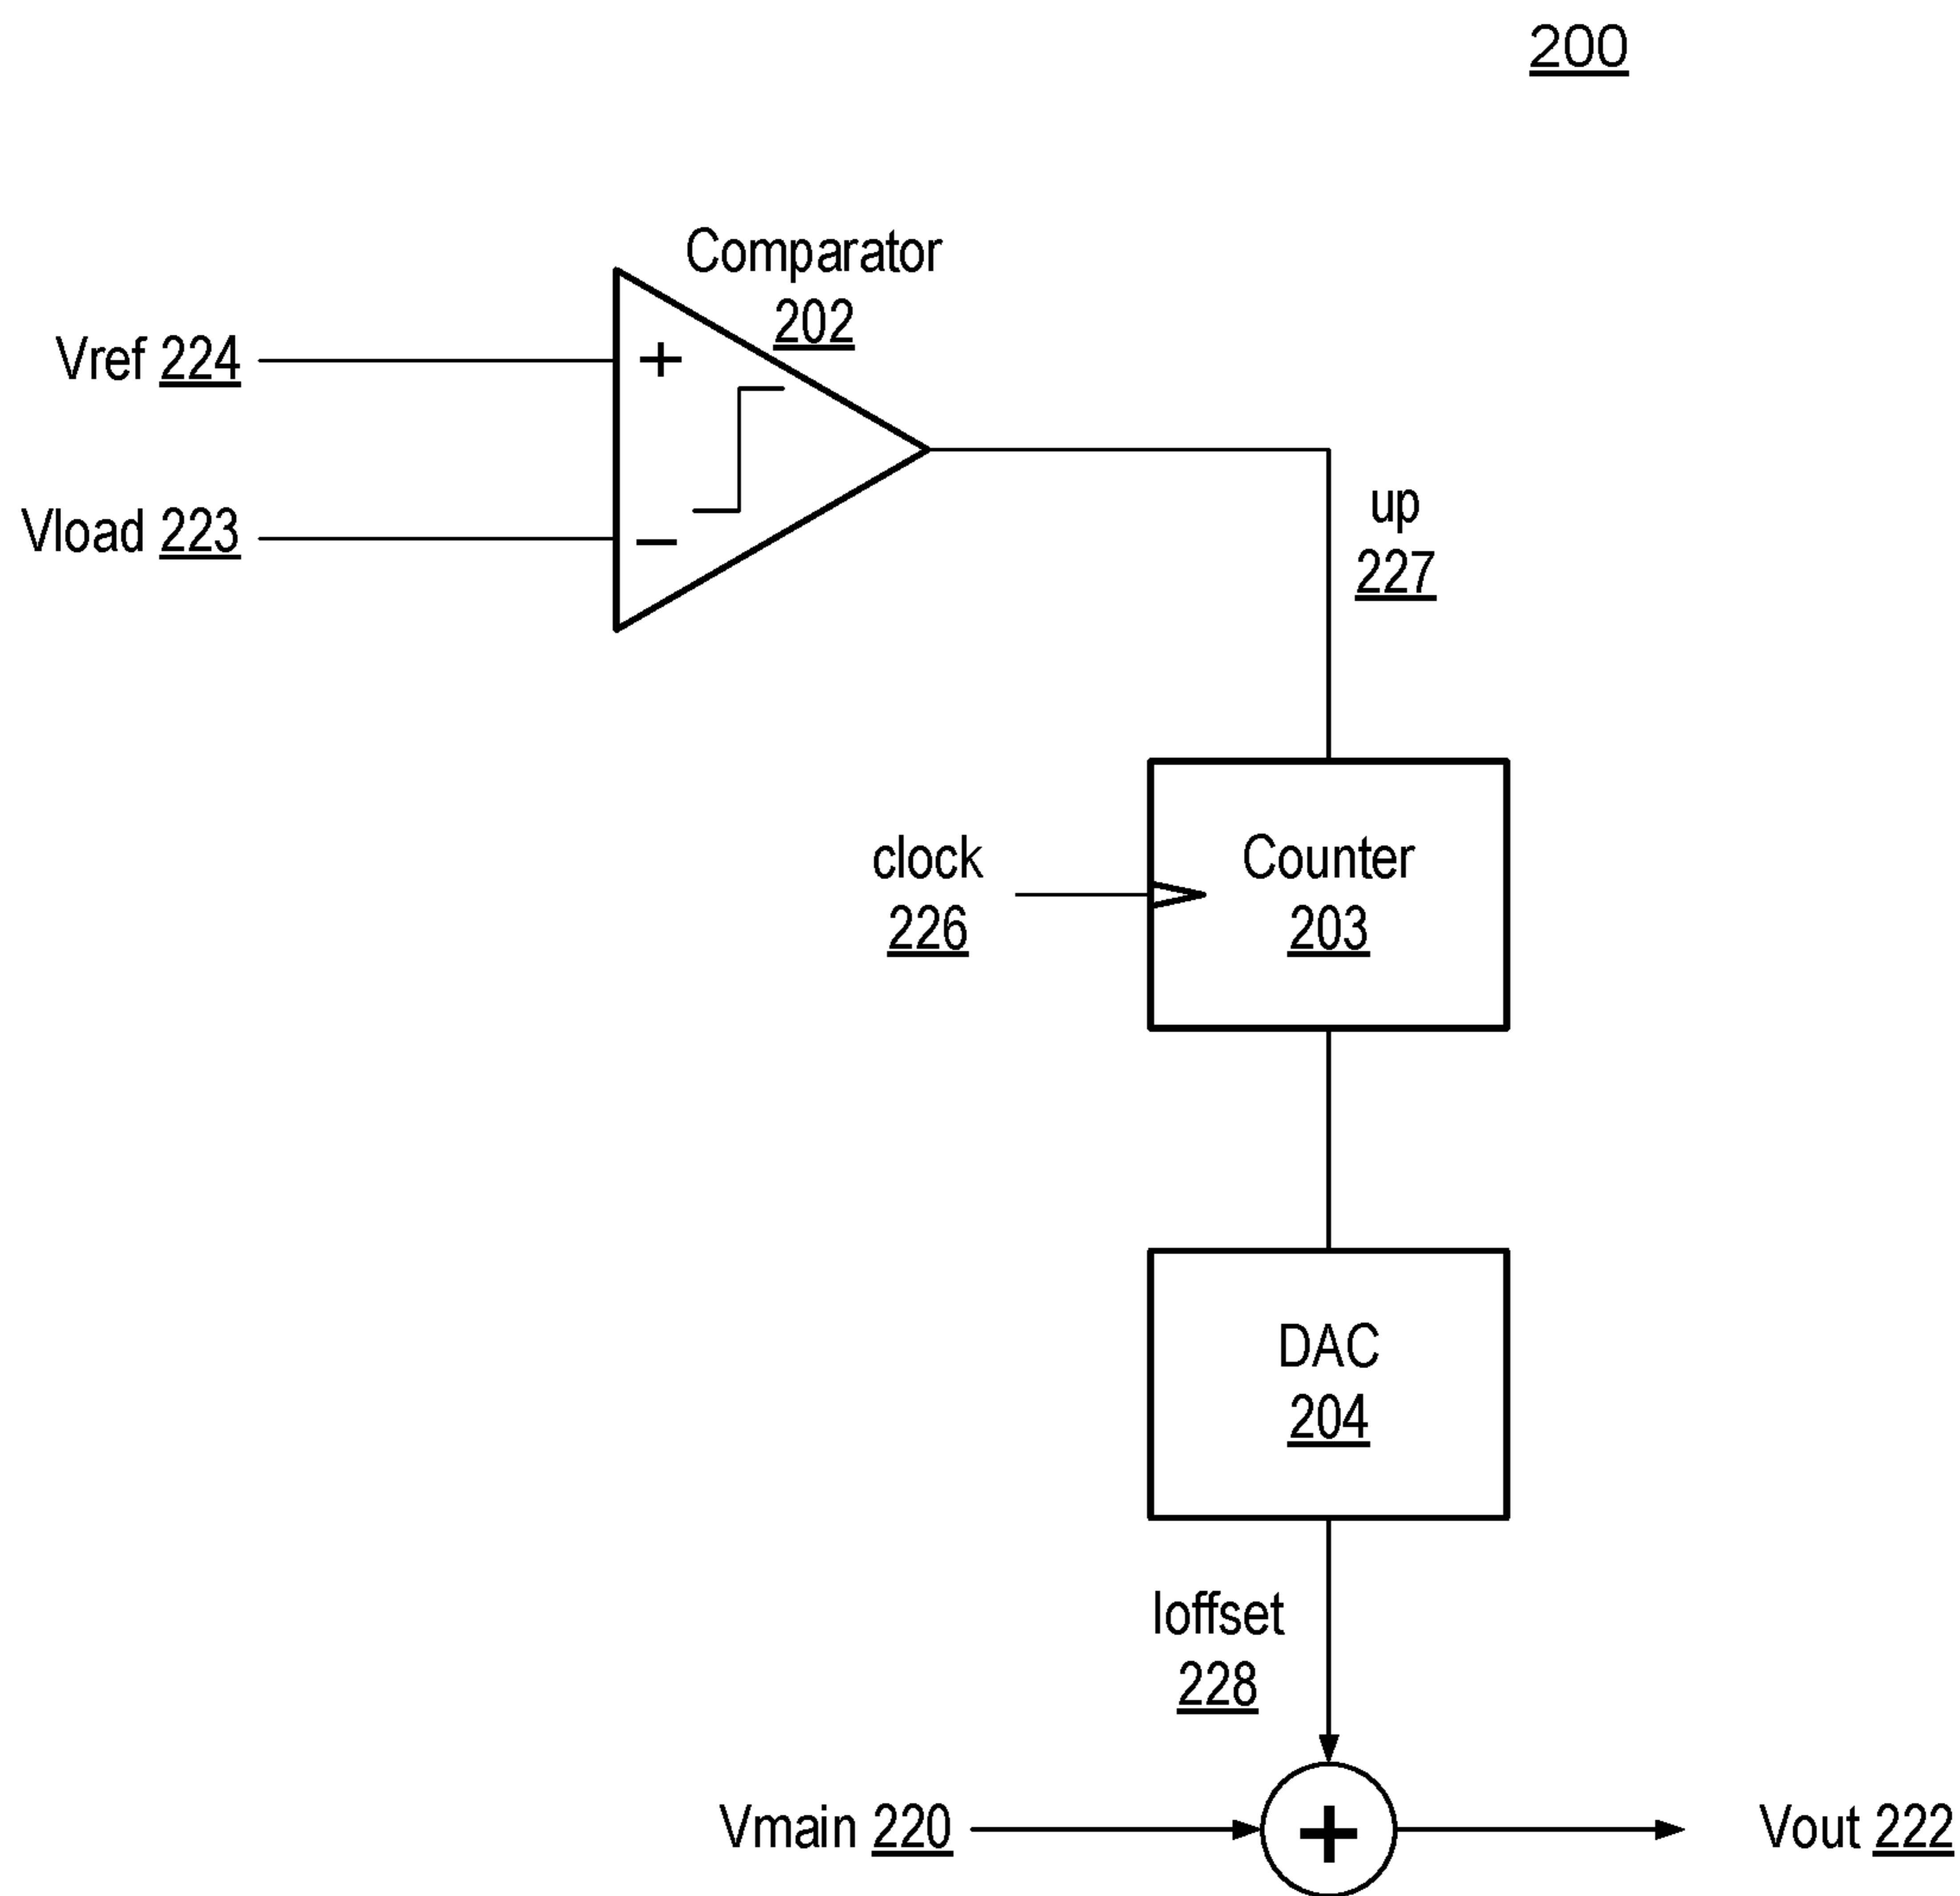 200
Comparator
202
Vref 224
Vload 223
up
227
clock
226
Counter
203
DAC
204
Ioffset
228
Vmain 220
Vout 222